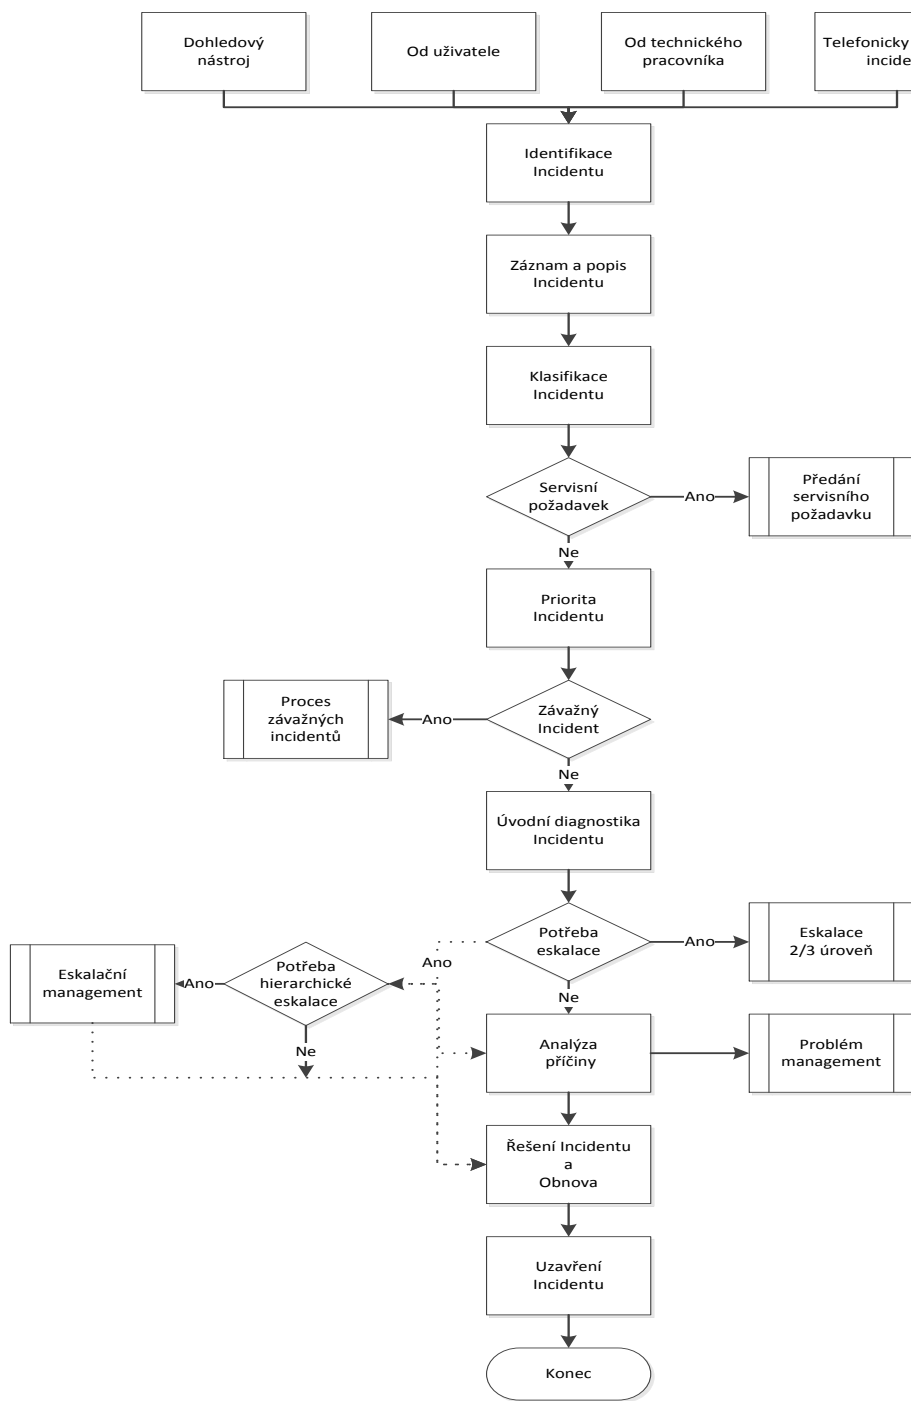 Dohledový
nástroj
Od uživatele
Od technického
pracovníka
Telefonicky
Identifikace
Incidentu
Záznam a popis
Incidentu
Klasifikace
Incidentu
Servisní
požadavek
Ano
Předání
servisního
požadavku
Ne
Priorita
Incidentu
Závažný
Incident
Ano
Proces
závažných
incidentů
Ne
Úvodní diagnostika
Incidentu
Potřeba
eskalace
Ano
Eskalace
2/3 úroveň
Ano
Potřeba
hierarchické
eskalace
Ano
Eskalační
management
Ne
Ne
Analýza
příčiny
Problém
management
Řešení Incidentu
a
Obnova
Uzavření
Incidentu
Konec